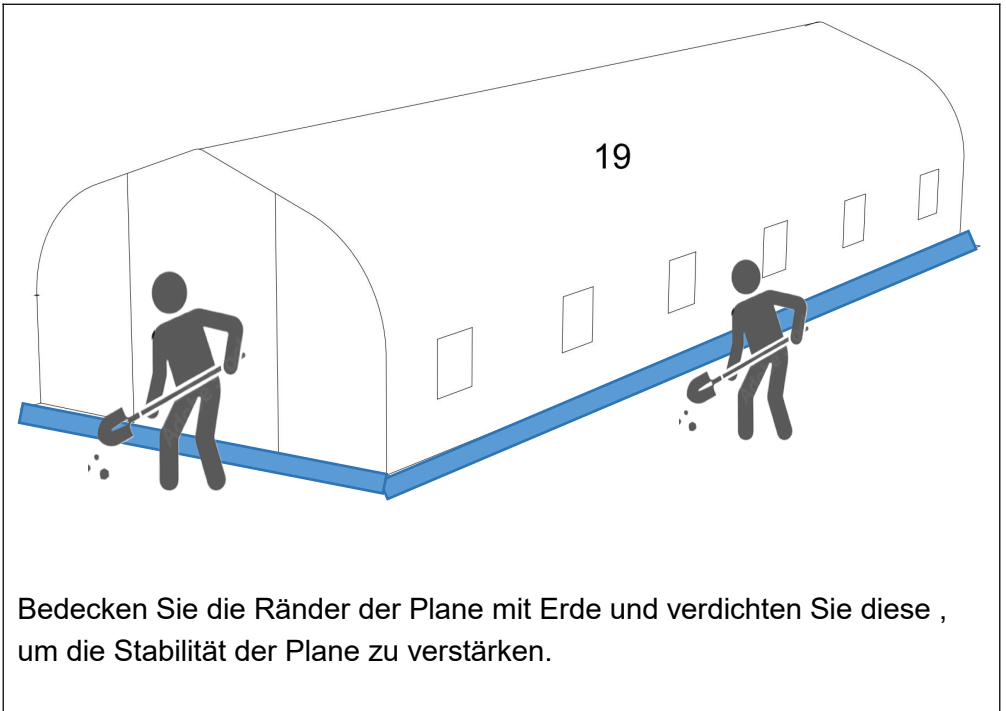 19
Bedecken Sie die Ränder der Plane mit Erde und verdichten Sie diese ,
um die Stabilität der Plane zu verstärken.